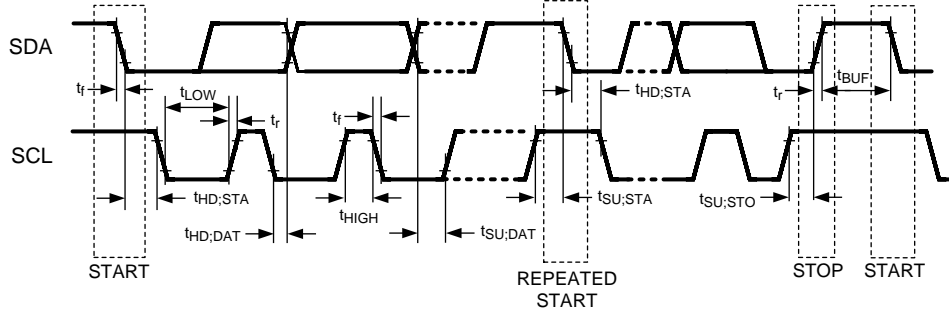 SDA
t_f
t_LOW
t_r
t_f
t_HD;STA
t_r
t_BUF
SCL
t_HD;STA
t_HD;DAT
t_HIGH
t_SU;DAT
t_SU;STA
t_SU;STO
START
REPEATED
START
STOP
START